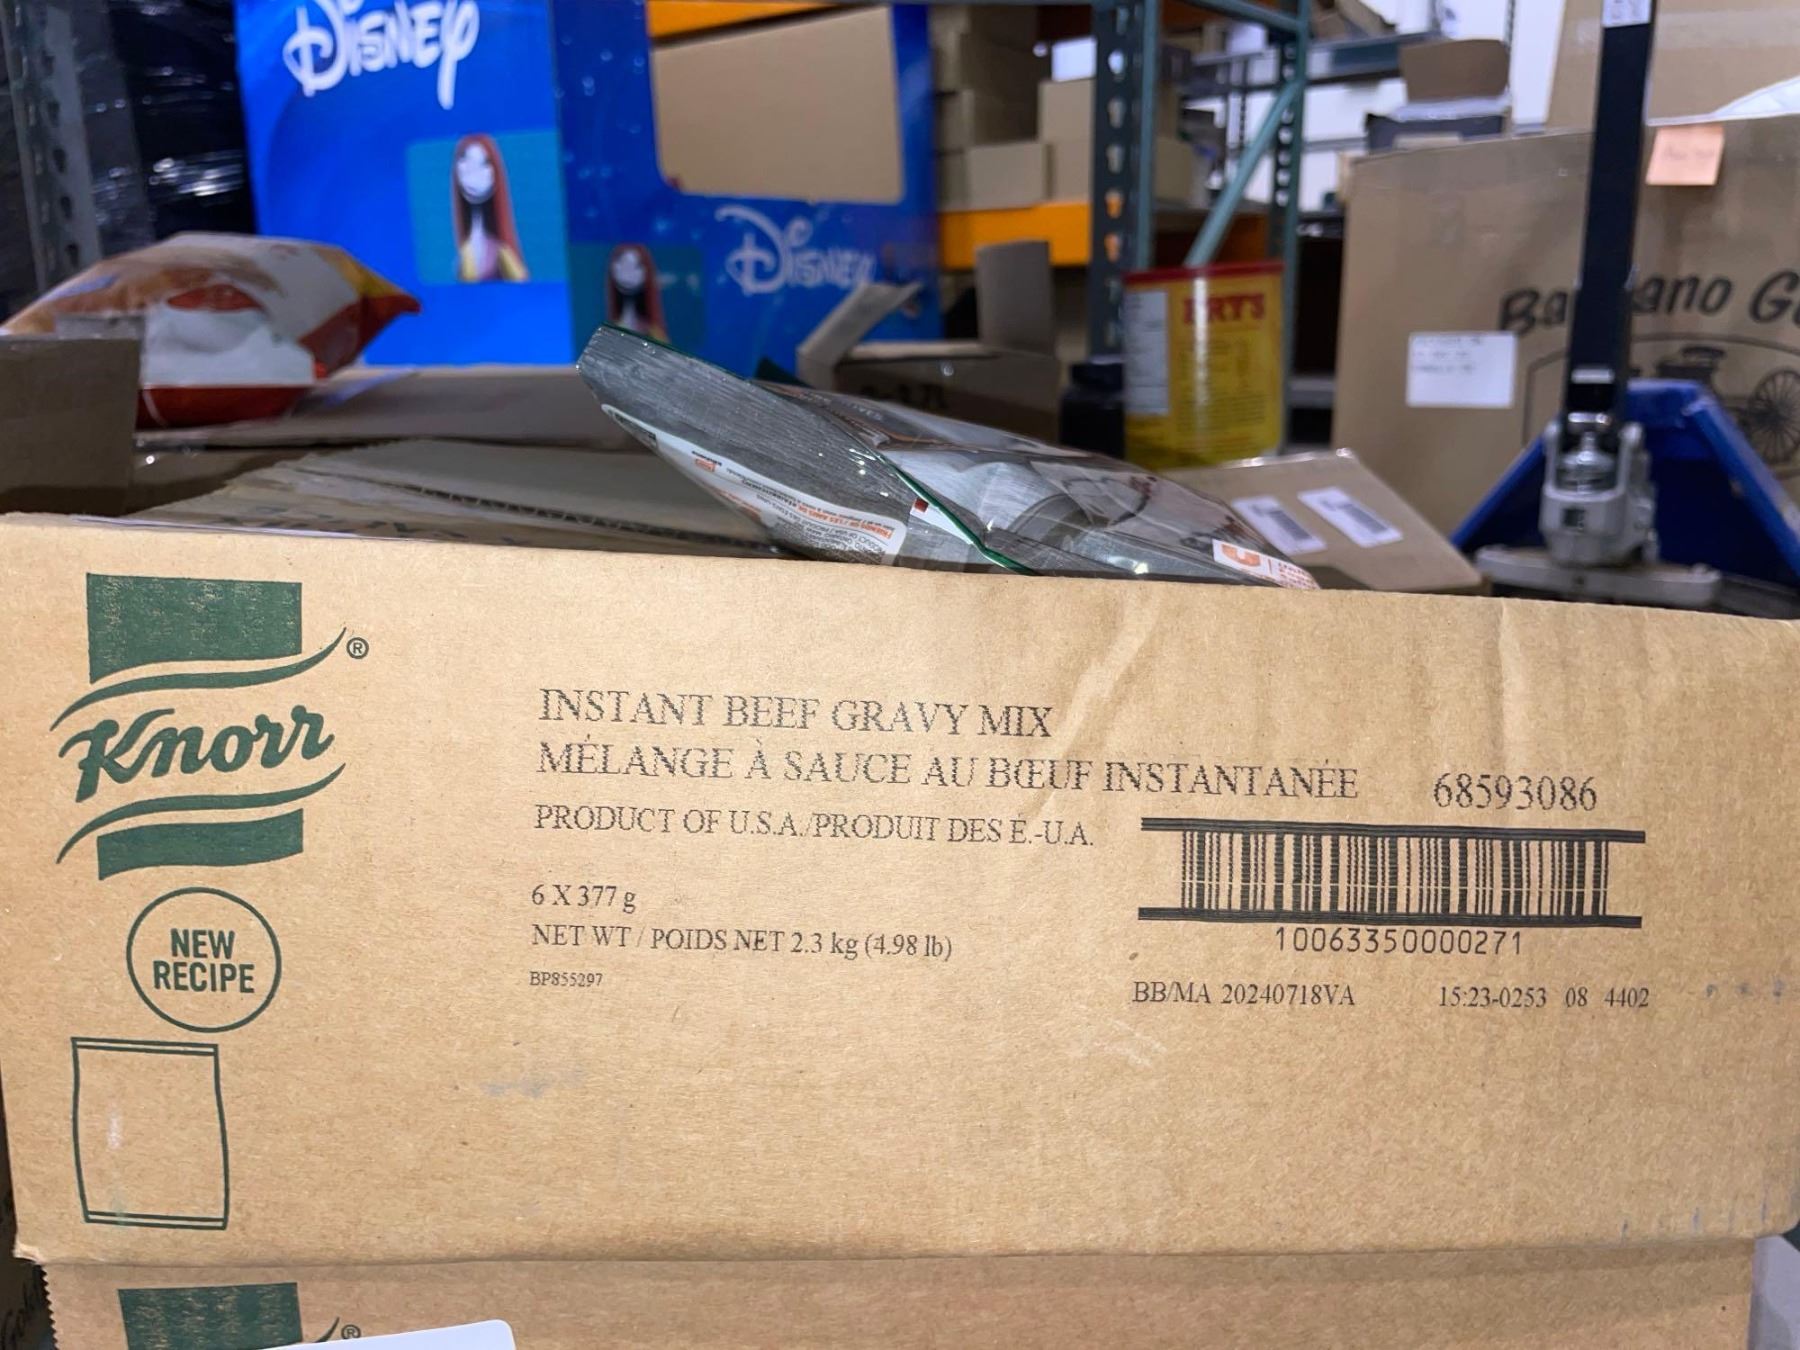 DISNEY
DISNEY
FRY'S
Knorr®
INSTANT BEEF GRAVY MIX
MÉLANGE À SAUCE AU BŒUF INSTANTANÉE
68593086
PRODUCT OF U.S.A./PRODUIT DES É.-U.A.
6 X 377 g
NET WT / POIDS NET 2.3 kg (4.98 lb)
10063350000271
BP855297
BB/MA 20240718VA 15:23-0253 08 4402
NEW
RECIPE
®